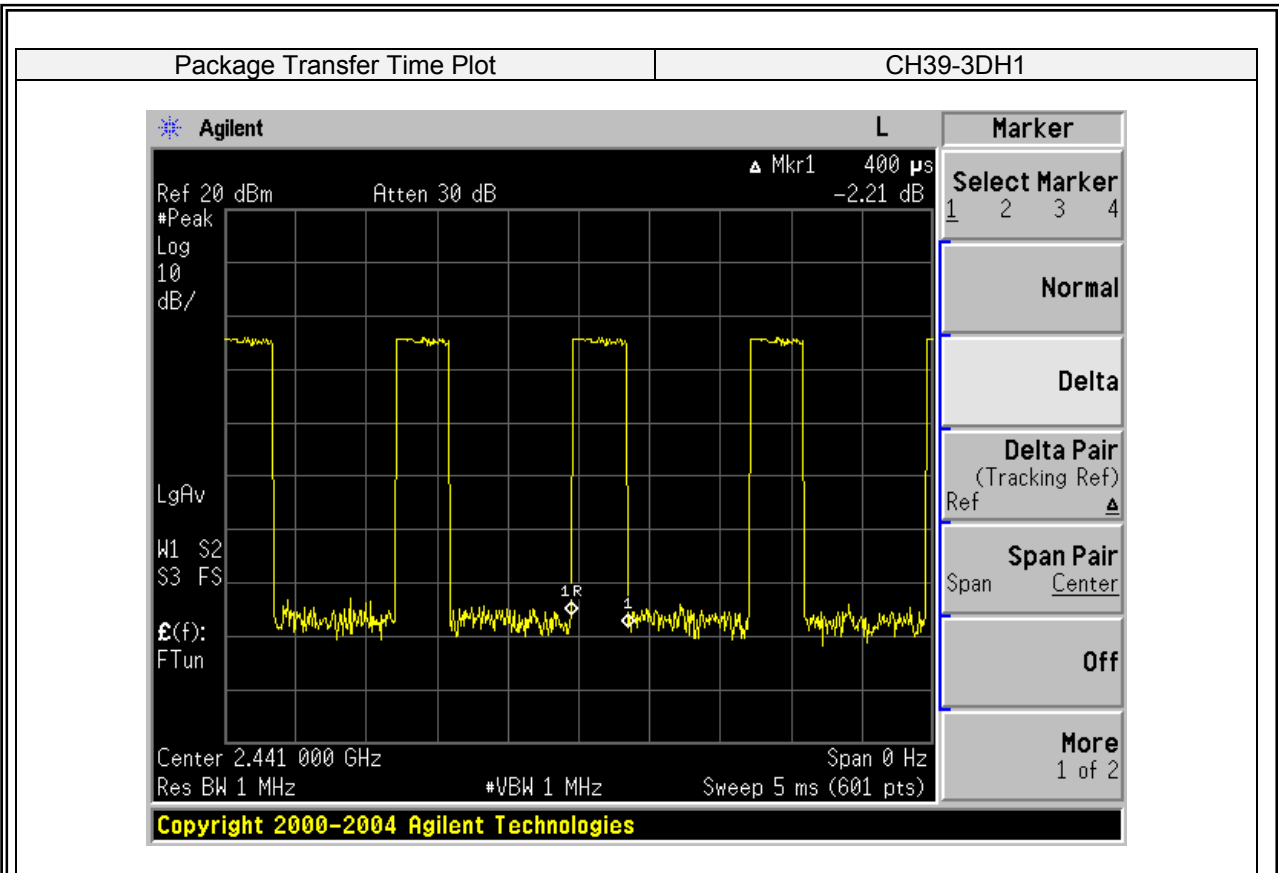 Package Transfer Time Plot CH39-3DH1
Agilent L
Δ Mkr1 400 µs
Ref 20 dBm Atten 30 dB -2.21 dB
#Peak
Log
10
dB/
LgAv
W1 S2
S3 FS
£(f):
FTun
1R
1
Center 2.441 000 GHz Span 0 Hz
Res BW 1 MHz #VBW 1 MHz Sweep 5 ms (601 pts)
Copyright 2000-2004 Agilent Technologies
Marker
Select Marker
1 2 3 4
Normal
Delta
Delta Pair
(Tracking Ref)
Ref Δ
Span Pair
Span Center
Off
More
1 of 2